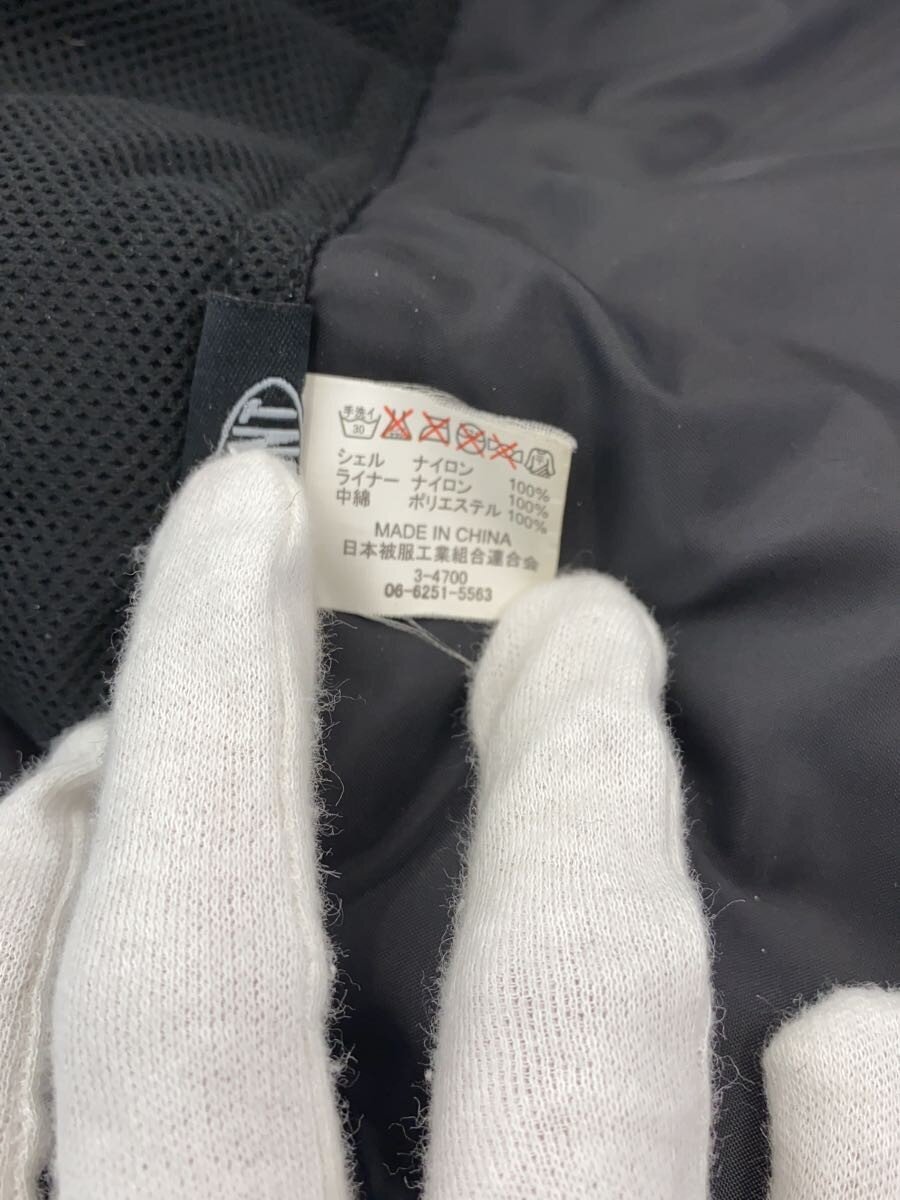 手洗イ
30
シェル ナイロン 100%
ライナー ナイロン 100%
中綿 ポリエステル 100%
MADE IN CHINA
日本被服工業組合連合会
3-4700
06-6251-5563